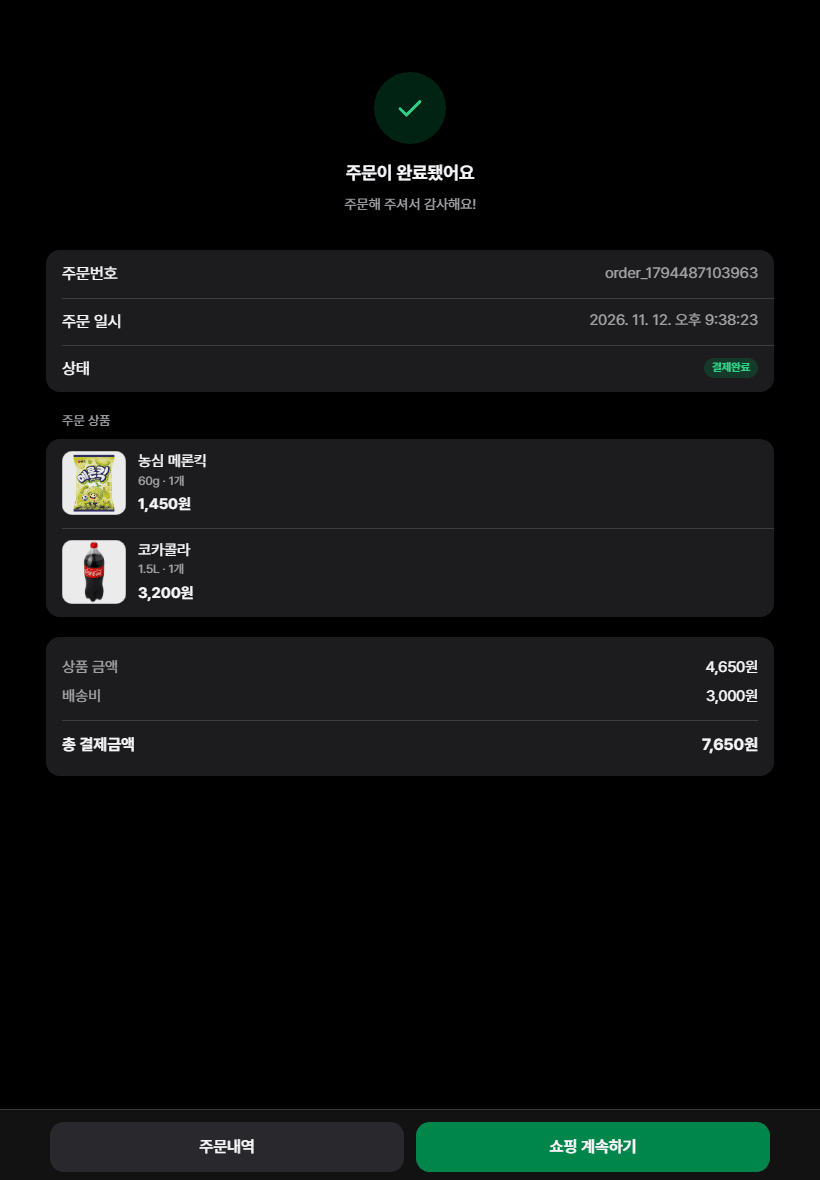 주문이 완료됐어요
주문해 주셔서 감사해요!
주문번호 order_1794487103963
주문 일시 2026. 11. 12. 오후 9:38:23
상태 결제완료
주문 상품
메론킥
농심 메론킥
60g · 1개
1,450원
Coca-Cola
코카콜라
1.5L · 1개
3,200원
상품 금액 4,650원
배송비 3,000원
총 결제금액 7,650원
주문내역 쇼핑 계속하기